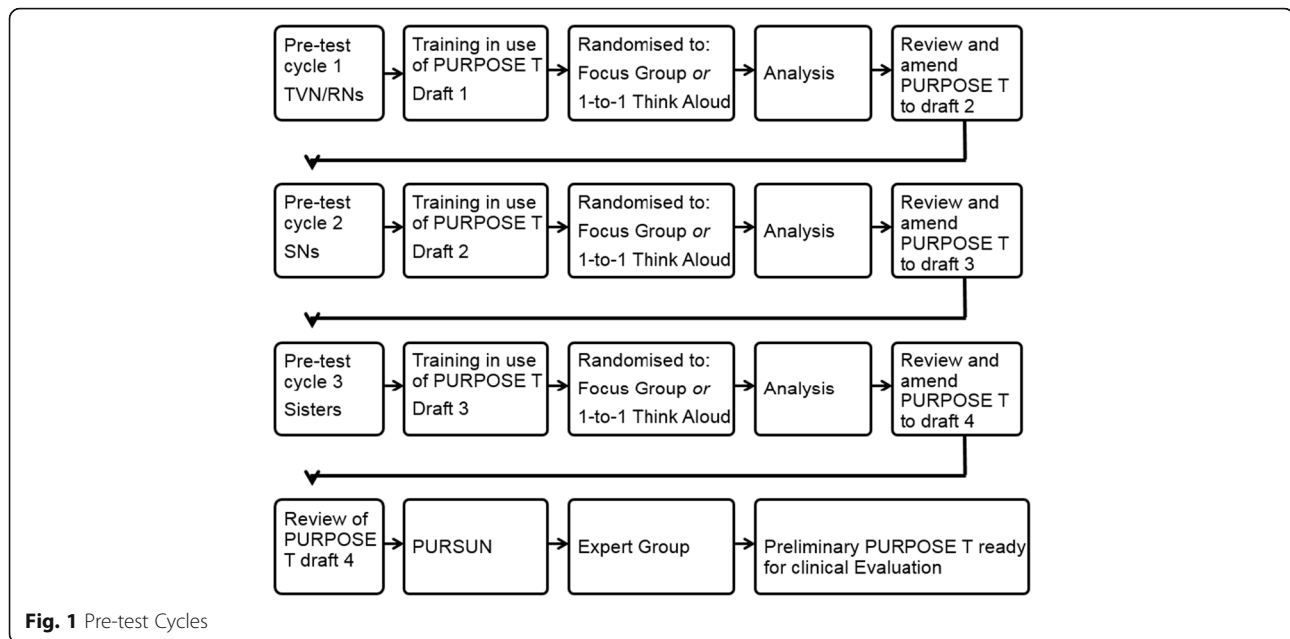 Pre-test
cycle 1
TVN/RNs
Training in use
of PURPOSE T
Draft 1
Randomised to:
Focus Group or
1-to-1 Think Aloud
Analysis
Review and
amend
PURPOSE T
to draft 2
Pre-test
cycle 2
SNs
Training in use
of PURPOSE T
Draft 2
Randomised to:
Focus Group or
1-to-1 Think Aloud
Analysis
Review and
amend
PURPOSE T
to draft 3
Pre-test
cycle 3
Sisters
Training in use
of PURPOSE T
Draft 3
Randomised to:
Focus Group or
1-to-1 Think Aloud
Analysis
Review and
amend
PURPOSE T
to draft 4
Review of
PURPOSE
T draft 4
PURSUN
Expert Group
Preliminary PURPOSE T ready
for clinical Evaluation
Fig. 1 Pre-test Cycles